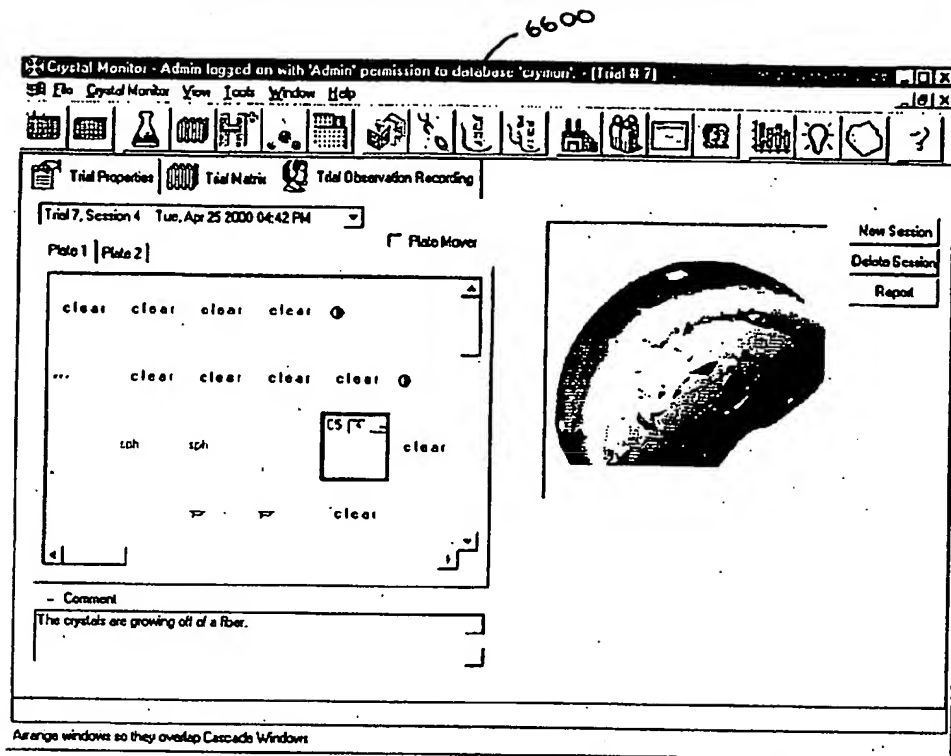 6600
Crystal Monitor - Admin logged on with 'Admin' permission to database 'crymon'. - [Trial # 7]
File Crystal Monitor View Tools Window Help
Trial Properties Trial Matrix Trial Observation Recording
Trial 7, Session 4 Tue, Apr 25 2000 04:42 PM
Plate Mover
New Session
Plate 1 Plate 2
Delete Session
Report
clear clear clear clear
... clear clear clear clear
C5
sph sph clear
clear
Comment
The crystals are growing off of a fiber.
Arrange windows so they overlap Cascade Windows